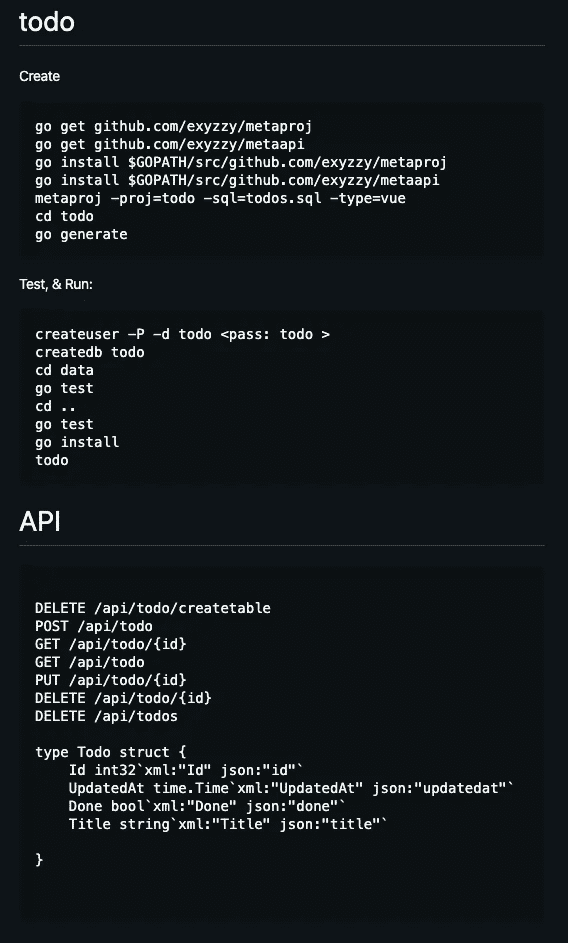 todo
Create
go get github.com/exyzzy/metaproj
go get github.com/exyzzy/metaapi
go install $GOPATH/src/github.com/exyzzy/metaproj
go install $GOPATH/src/github.com/exyzzy/metaapi
metaproj -proj=todo -sql=todos.sql -type=vue
cd todo
go generate
Test, & Run:
createuser -P -d todo <pass: todo >
createdb todo
cd data
go test
cd ..
go test
go install
todo
API
DELETE /api/todo/createtable
POST /api/todo
GET /api/todo/{id}
GET /api/todo
PUT /api/todo/{id}
DELETE /api/todo/{id}
DELETE /api/todos
type Todo struct {
    Id int32`xml:"Id" json:"id"`
    UpdatedAt time.Time`xml:"UpdatedAt" json:"updatedat"`
    Done bool`xml:"Done" json:"done"`
    Title string`xml:"Title" json:"title"`
}